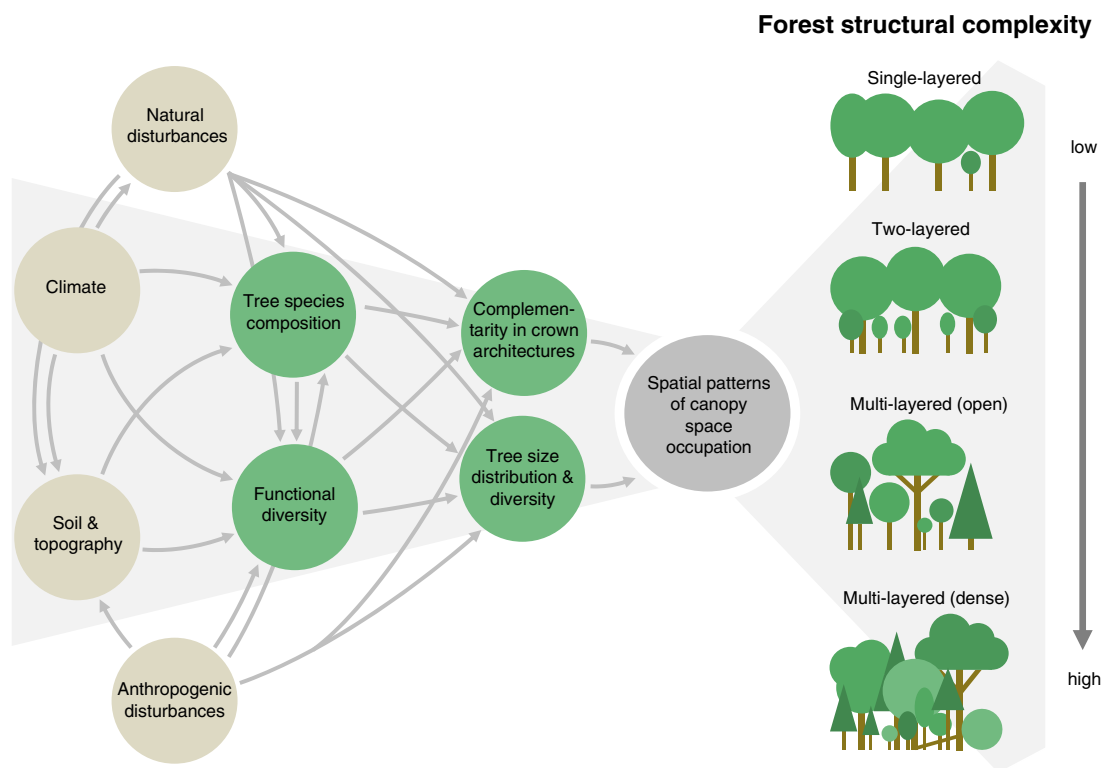 Forest structural complexity
Natural
disturbances
Climate
Soil &
topography
Anthropogenic
disturbances
Tree species
composition
Functional
diversity
Complemen-
tarity in crown
architectures
Tree size
distribution &
diversity
Spatial patterns
of canopy
space
occupation
Single-layered
Two-layered
Multi-layered (open)
Multi-layered (dense)
low
high